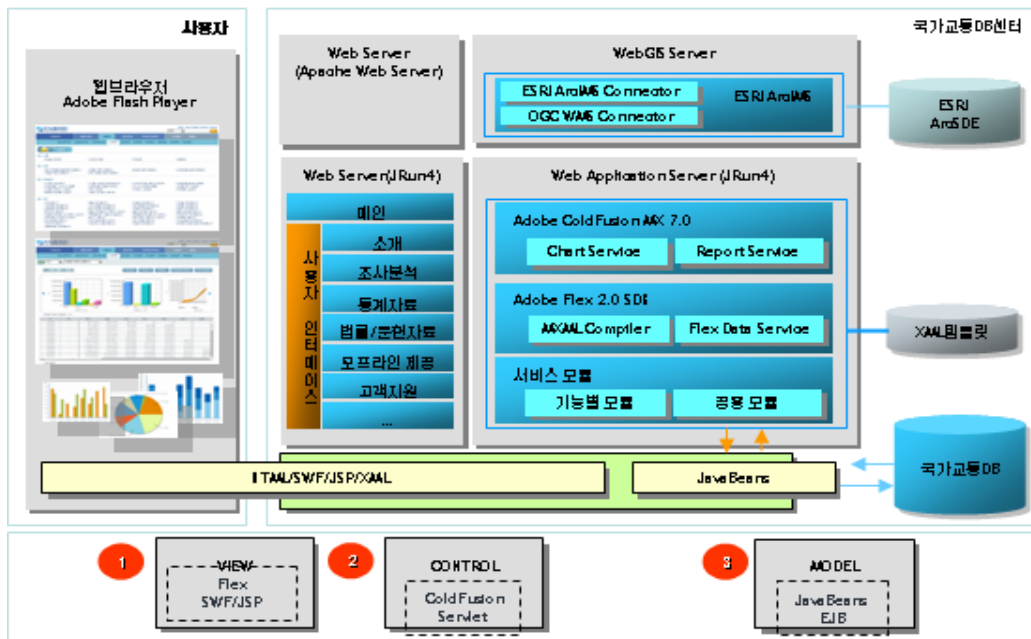 사용자
국가교통DB센터
웹브라우저
Adobe Flash Player
Web Server
(Apache Web Server)
WebGIS Server
ESRI ArcIMS Connector
OGC WMS Connector
ESRI ArcIMS
ESRI
ArcSDE
Web Server(JRun4)
메인
사용자 인터페이스
소개
조사분석
통계자료
법률/문헌자료
오프라인 제공
고객지원
...
Web Application Server (JRun4)
Adobe ColdFusion MX 7.0
Chart Service
Report Service
Adobe Flex 2.0 SDK
MXML Compiler
Flex Data Service
서비스 모듈
기능별 모듈
공용 모듈
XML템플릿
국가교통DB
HTML/SWF/JSP/XML
JavaBeans
1
VIEW
Flex
SWF/JSP
2
CONTROL
ColdFusion
Servlet
3
MODEL
JavaBeans
EJB